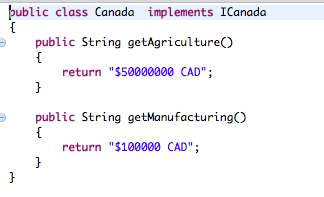 public class Canada  implements ICanada
{
    public String getAgriculture()
    {
        return "$50000000 CAD";
    }

    public String getManufacturing()
    {
        return "$100000 CAD";
    }
}